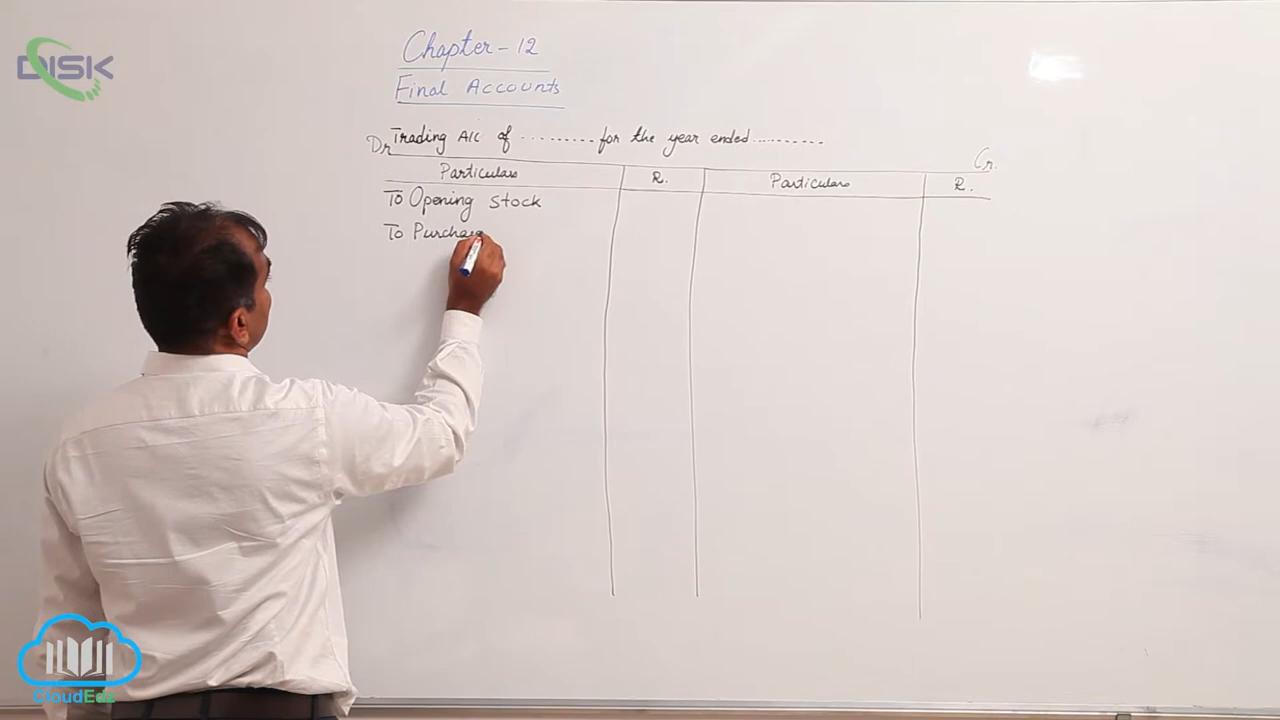 DISK
Chapter-12
Final Accounts
Dr Trading A/C of .......... for the year ended ........... Cr.
Particulars R. Particulars R.
To Opening Stock
To Purchase
CloudEdz